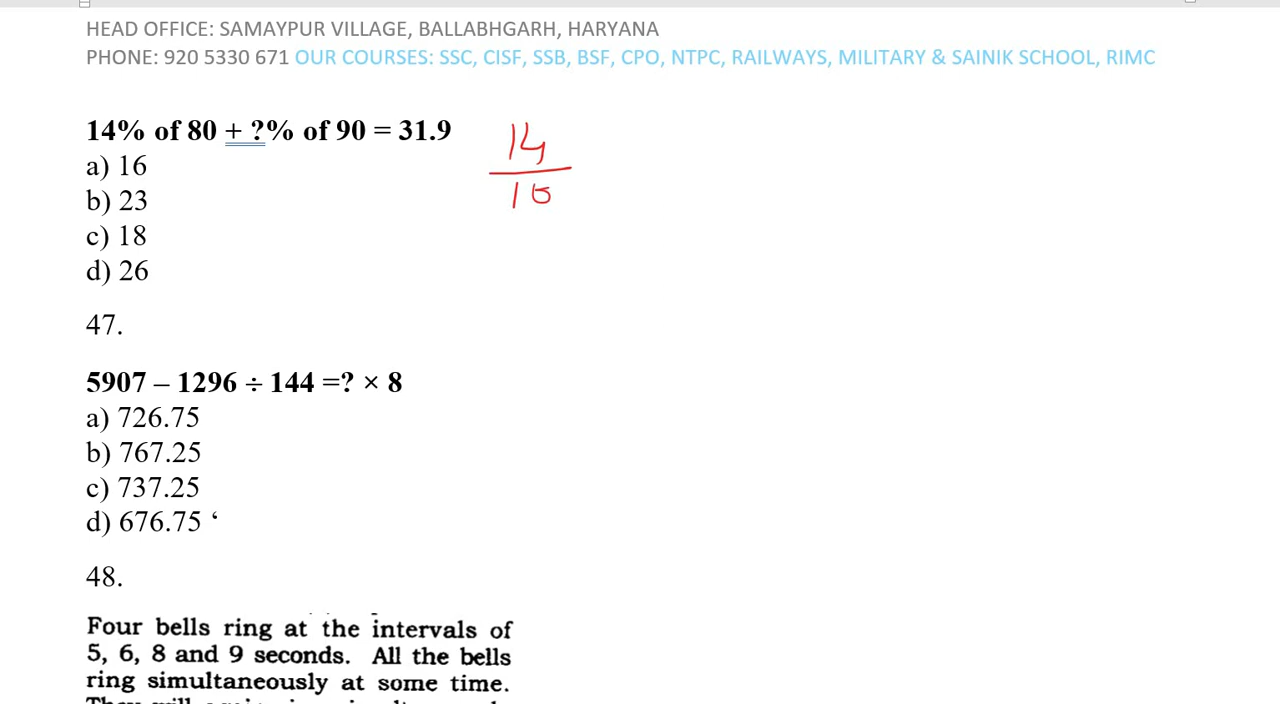 HEAD OFFICE: SAMAYPUR VILLAGE, BALLABHGARH, HARYANA
PHONE: 920 5330 671 OUR COURSES: SSC, CISF, SSB, BSF, CPO, NTPC, RAILWAYS, MILITARY & SAINIK SCHOOL, RIMC
14% of 80 + ?% of 90 = 31.9
14
10
a) 16
b) 23
c) 18
d) 26
47.
5907 – 1296 ÷ 144 =? × 8
a) 726.75
b) 767.25
c) 737.25
d) 676.75 ‘
48.
Four bells ring at the intervals of
5, 6, 8 and 9 seconds. All the bells
ring simultaneously at some time.